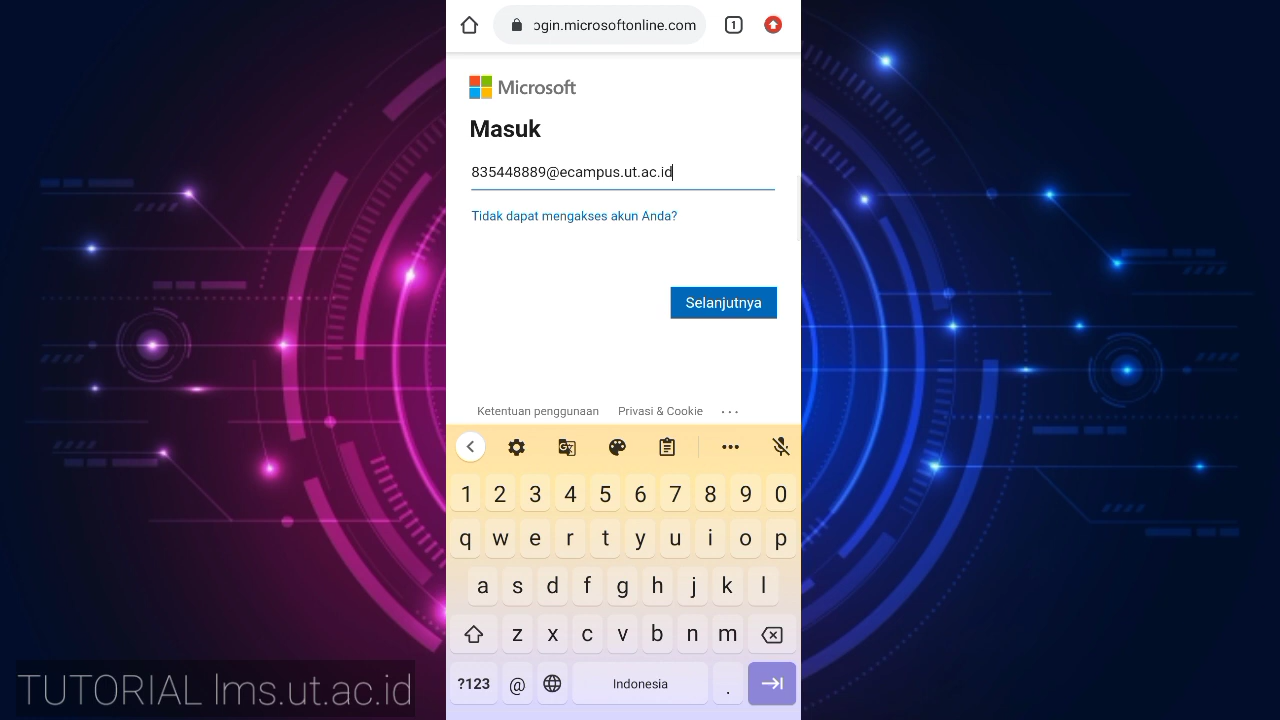 ogin.microsoftonline.com
1
Microsoft
Masuk
835448889@ecampus.ut.ac.id
Tidak dapat mengakses akun Anda?
Selanjutnya
Ketentuan penggunaan Privasi & Cookie ...
1 2 3 4 5 6 7 8 9 0
q w e r t y u i o p
a s d f g h j k l
z x c v b n m
?123 @ Indonesia .
TUTORIAL lms.ut.ac.id